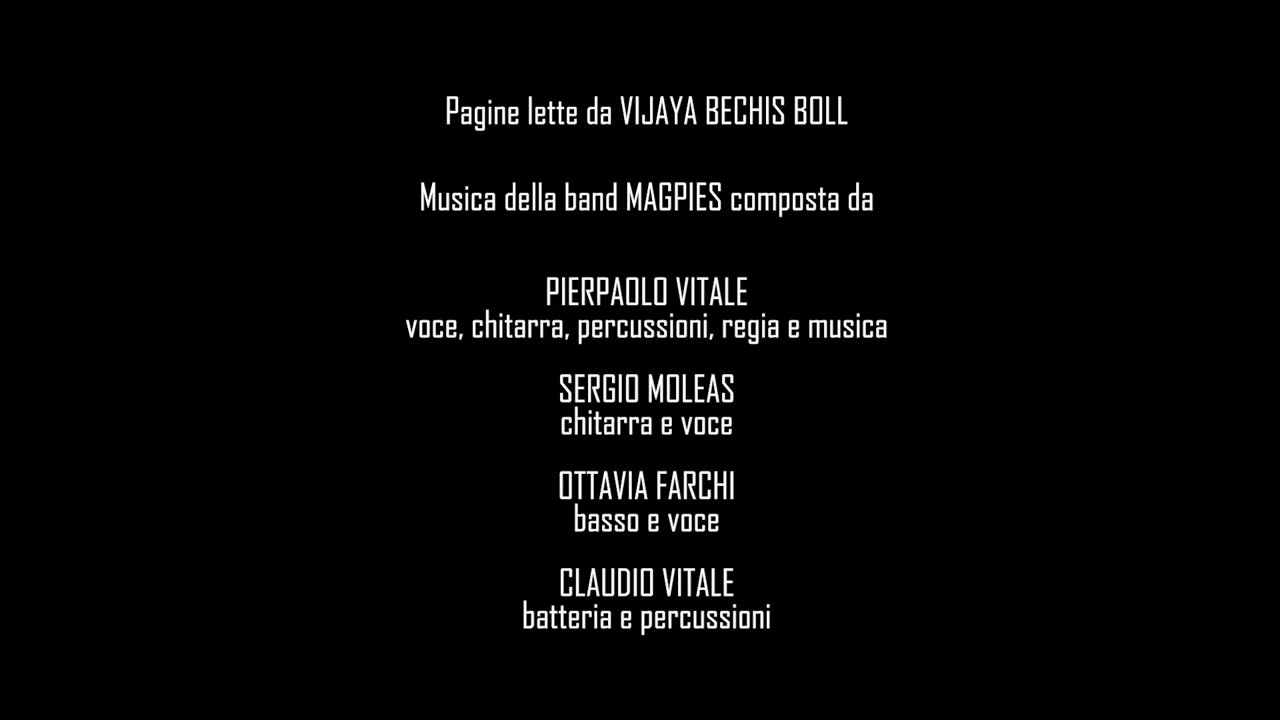 Pagine lette da VIJAYA BECHIS BOLL
Musica della band MAGPIES composta da
PIERPAOLO VITALE
voce, chitarra, percussioni, regia e musica
SERGIO MOLEAS
chitarra e voce
OTTAVIA FARCHI
basso e voce
CLAUDIO VITALE
batteria e percussioni